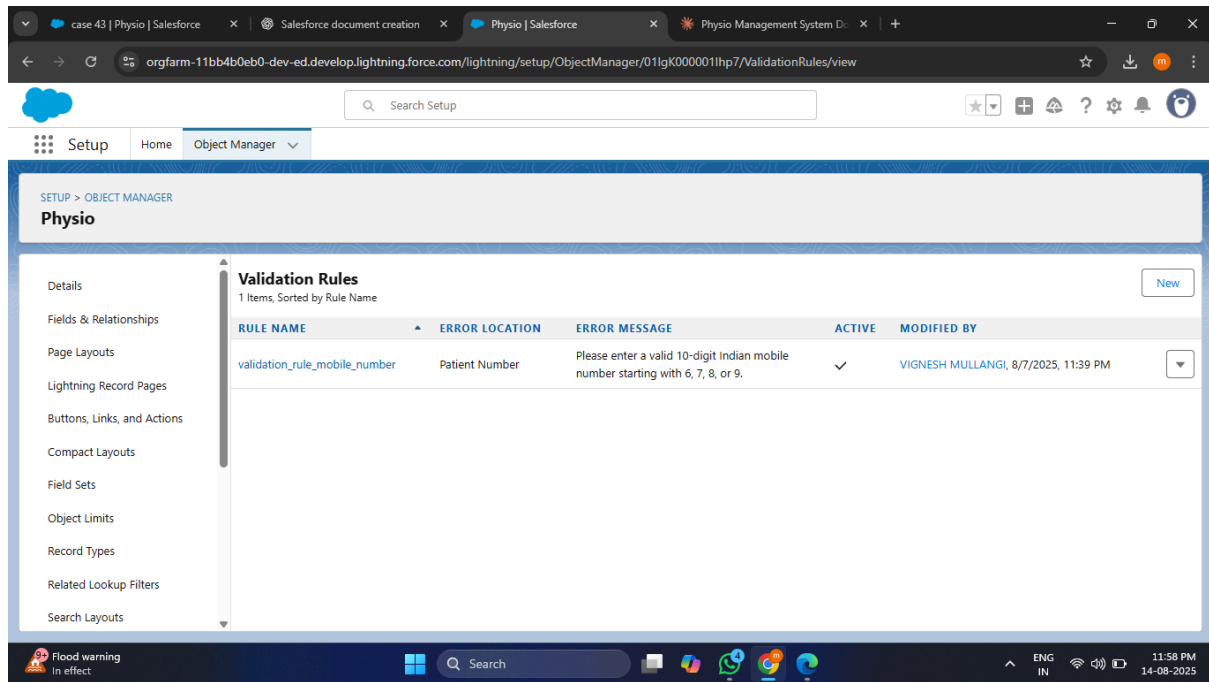 case 43 | Physio | Salesforce
Salesforce document creation
Physio | Salesforce
Physio Management System Do
orgfarm-11bb4b0eb0-dev-ed.develop.lightning.force.com/lightning/setup/ObjectManager/01IgK000001Ihp7/ValidationRules/view
m
Search Setup
Setup
Home
Object Manager
SETUP > OBJECT MANAGER
Physio
Details
Fields & Relationships
Page Layouts
Lightning Record Pages
Buttons, Links, and Actions
Compact Layouts
Field Sets
Object Limits
Record Types
Related Lookup Filters
Search Layouts
Validation Rules
1 Items, Sorted by Rule Name
New
RULE NAME ERROR LOCATION ERROR MESSAGE ACTIVE MODIFIED BY
validation_rule_mobile_number Patient Number Please enter a valid 10-digit Indian mobile
number starting with 6, 7, 8, or 9.
VIGNESH MULLANGI, 8/7/2025, 11:39 PM
9+
Flood warning
In effect
Search
4
m
ENG
IN
11:58 PM
14-08-2025